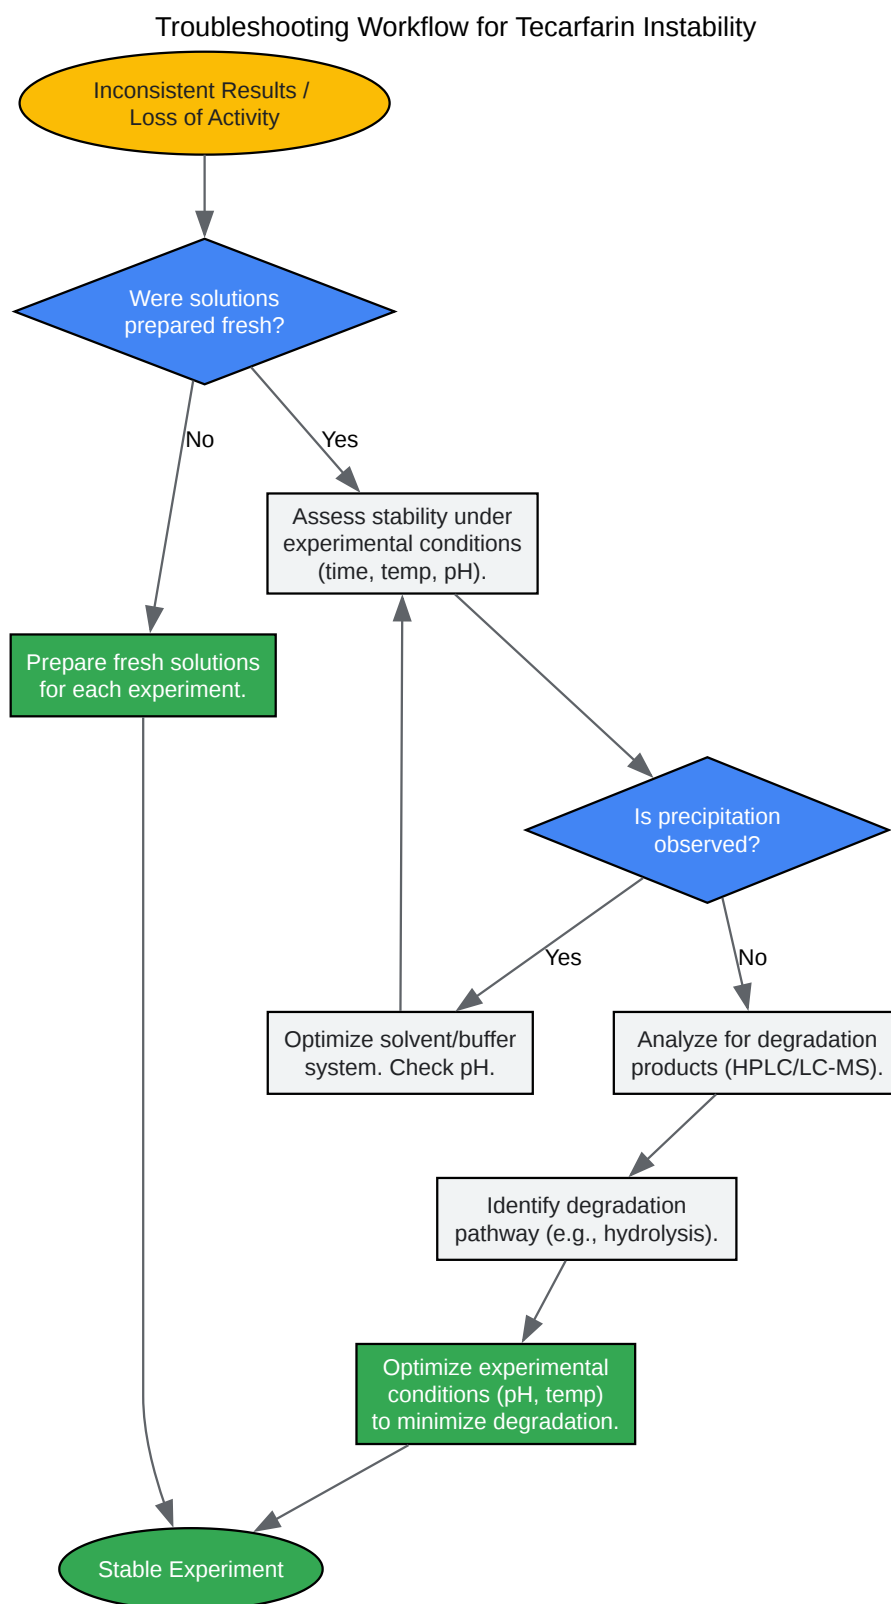 Troubleshooting Workflow for Tecarfarin Instability
Inconsistent Results /
Loss of Activity
Were solutions
prepared fresh?
No
Yes
Assess stability under
experimental conditions
(time, temp, pH).
Prepare fresh solutions
for each experiment.
Is precipitation
observed?
Yes
No
Optimize solvent/buffer
system. Check pH.
Analyze for degradation
products (HPLC/LC-MS).
Identify degradation
pathway (e.g., hydrolysis).
Optimize experimental
conditions (pH, temp)
to minimize degradation.
Stable Experiment